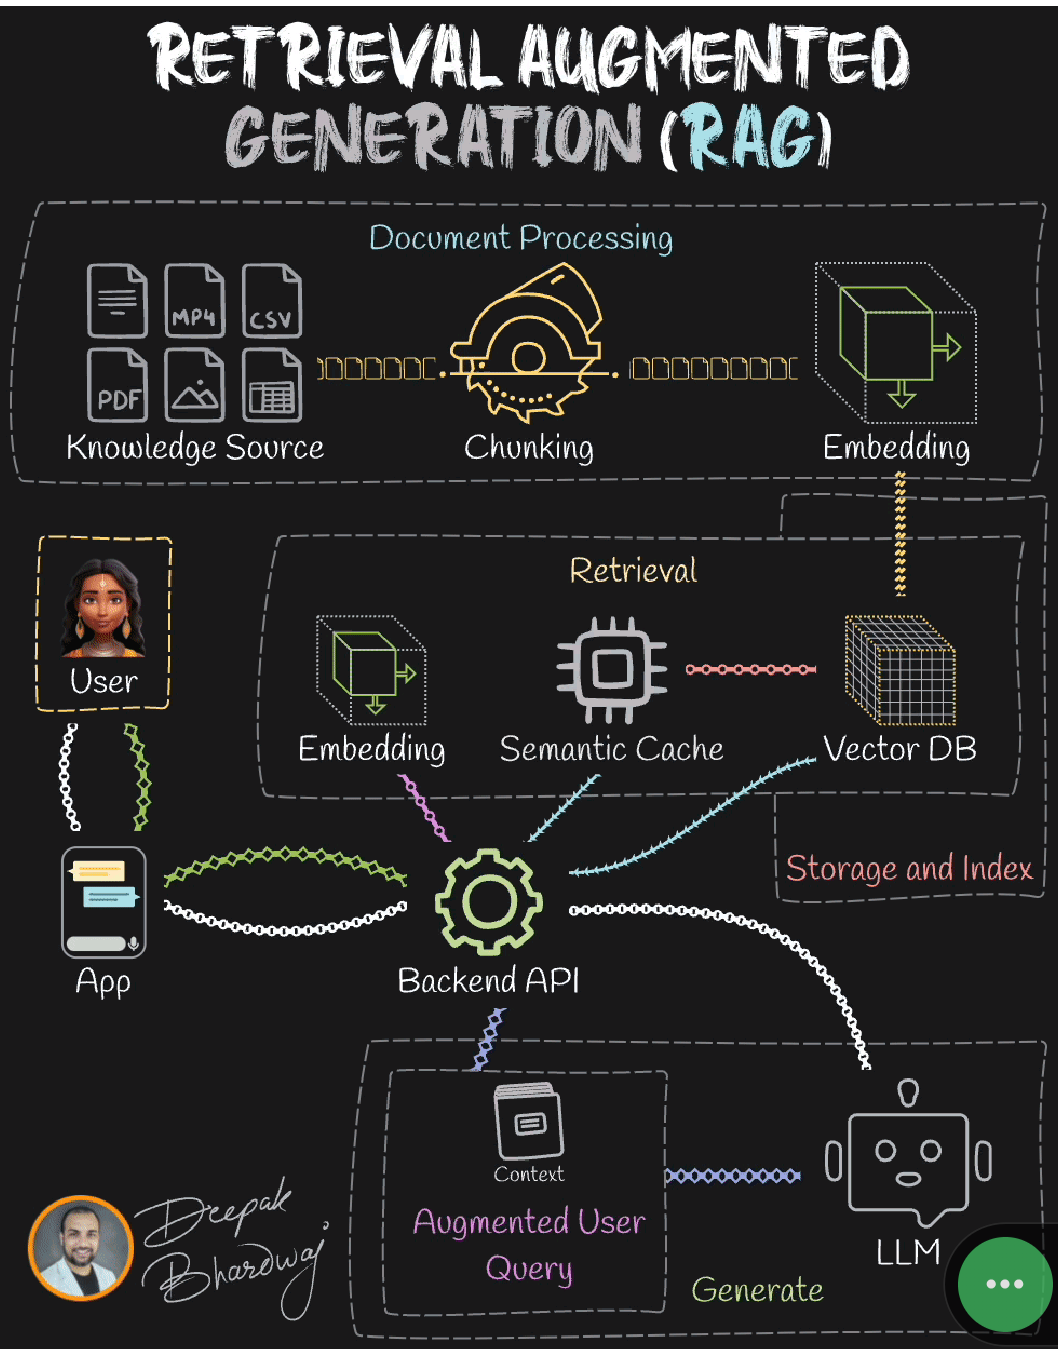 RETRIEVAL AUGMENTED
GENERATION (RAG)
Document Processing
MP4
CSV
PDF
Knowledge Source
Chunking
Embedding
User
Retrieval
Embedding
Semantic Cache
Vector DB
Storage and Index
App
Backend API
Context
Augmented User
Query
LLM
Generate
Deepak
Bhardwaj